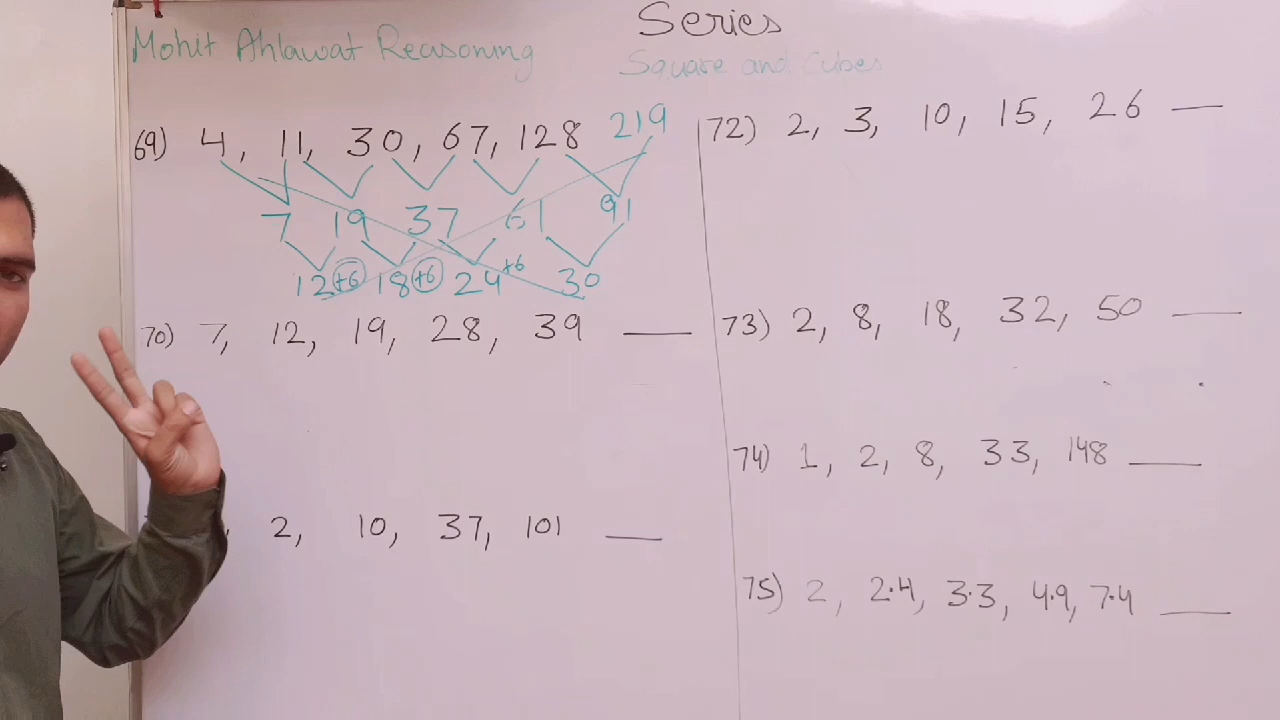 Series
Mohit Ahlawat Reasoning
Square and Cubes
69) 4, 11, 30, 67, 128 219
7 19 37 61 91
12 +6 18 +6 24 +6 30
70) 7, 12, 19, 28, 39 ___
2, 10, 37, 101 ___
72) 2, 3, 10, 15, 26 ___
73) 2, 8, 18, 32, 50 ___
74) 1, 2, 8, 33, 148 ___
75) 2, 2.4, 3.3, 4.9, 7.4 ___